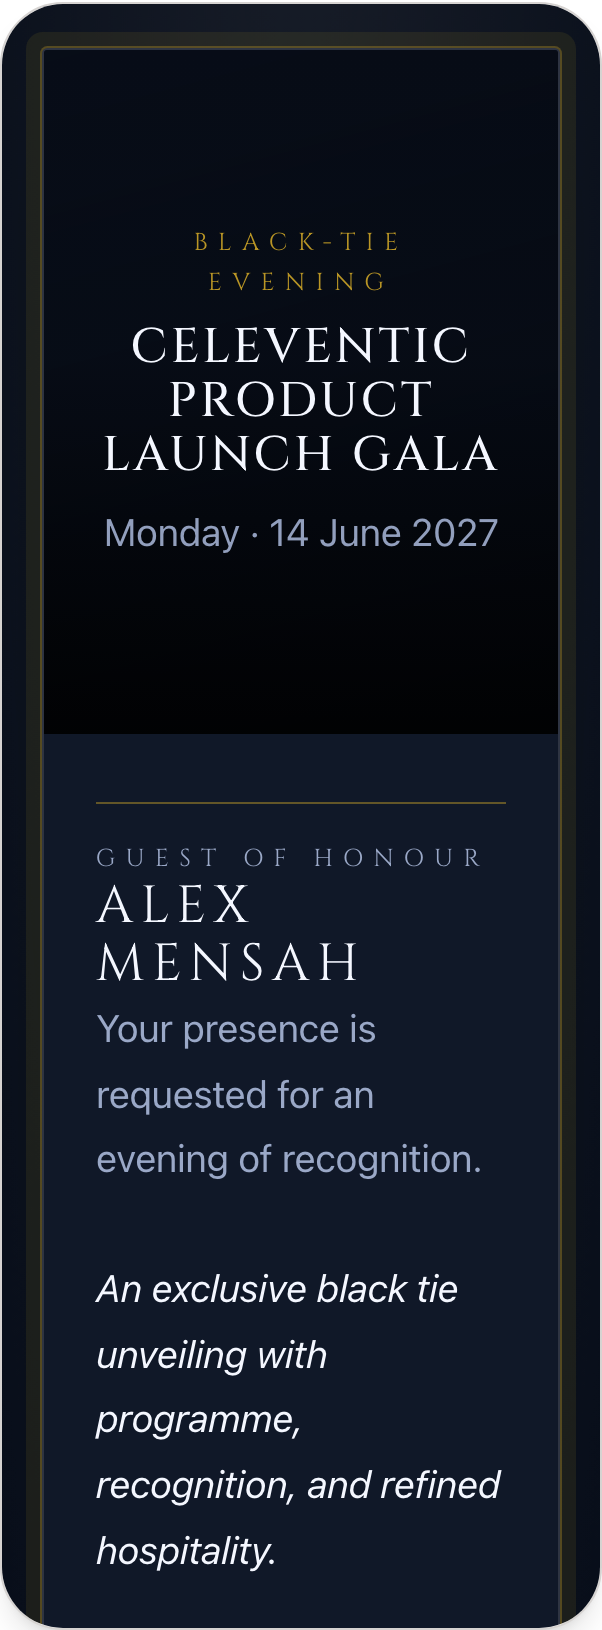 BLACK-TIE
EVENING
CELEVENTIC
PRODUCT
LAUNCH GALA
Monday · 14 June 2027
GUEST OF HONOUR
ALEX
MENSAH
Your presence is
requested for an
evening of recognition.
An exclusive black tie
unveiling with
programme,
recognition, and refined
hospitality.